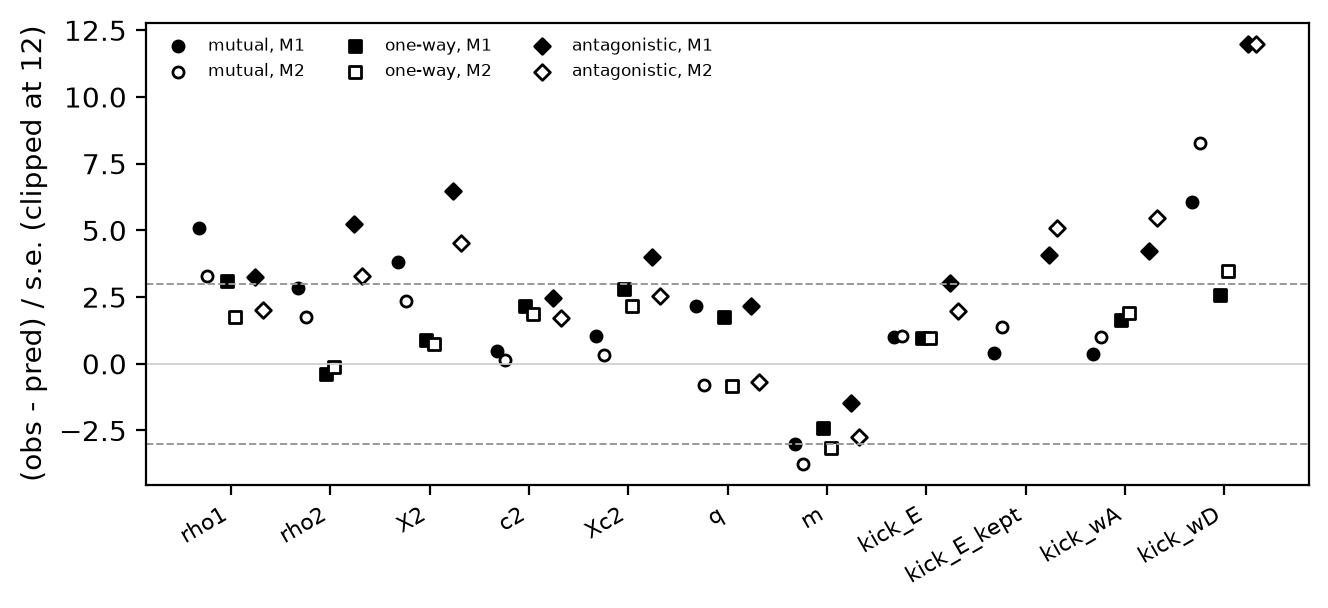 (obs - pred) / s.e. (clipped at 12)
12.5
10.0
7.5
5.0
2.5
0.0
−2.5
mutual, M1
mutual, M2
one-way, M1
one-way, M2
antagonistic, M1
antagonistic, M2
rho1
rho2
X2
c2
Xc2
q
m
kick_E
kick_E_kept
kick_wA
kick_wD